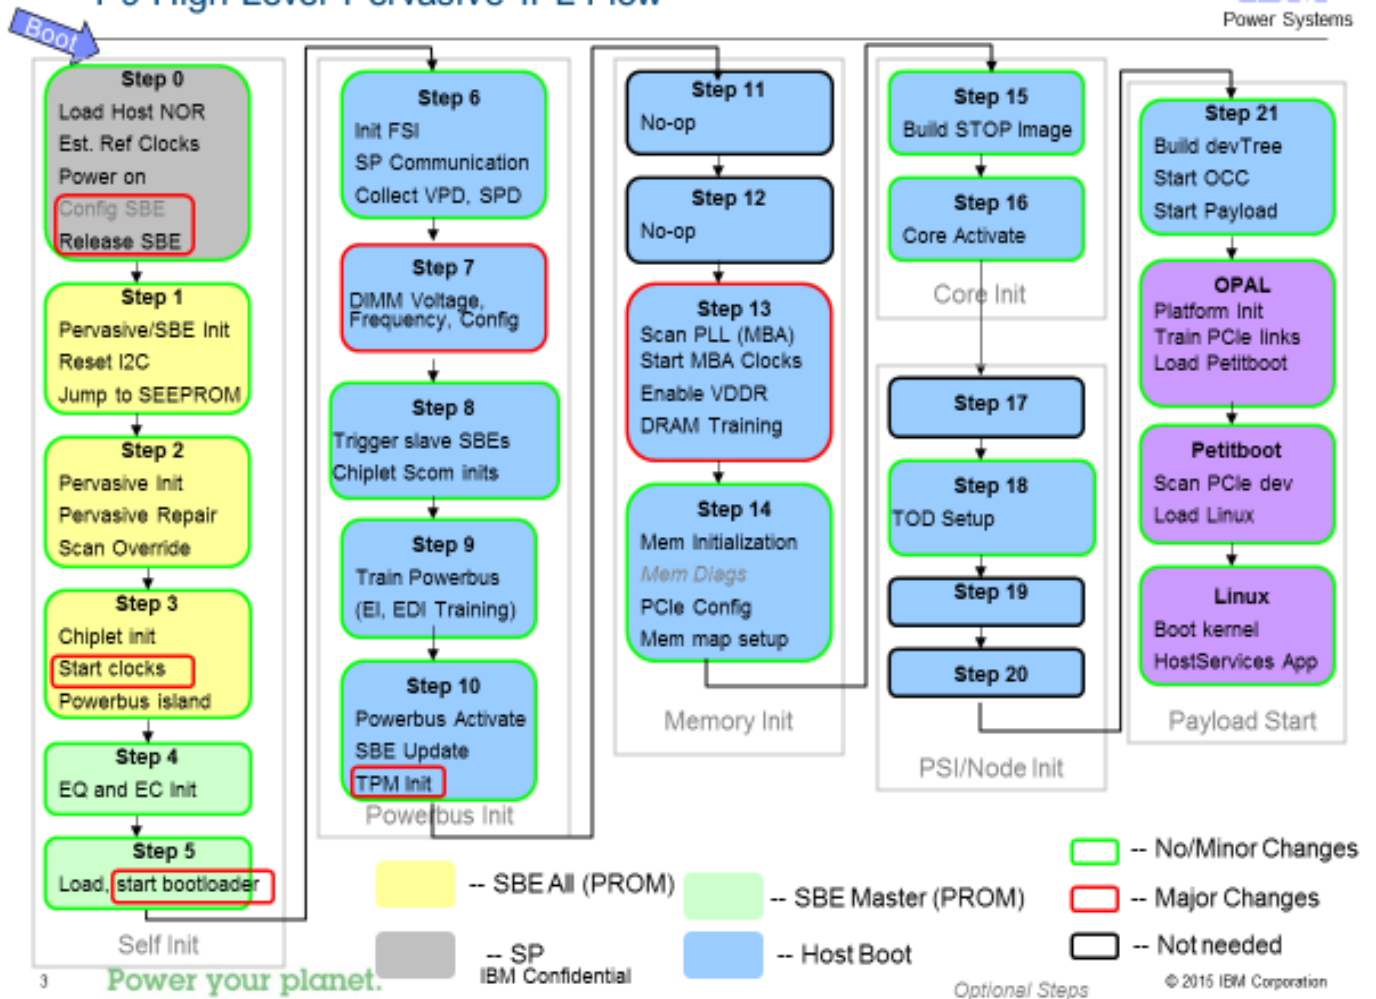 P9 High Level Pervasive IPL Flow
IBM
Power Systems
Boot
Step 0
Load Host NOR
Est. Ref Clocks
Power on
Config SBE
Release SBE
Step 1
Pervasive/SBE Init
Reset I2C
Jump to SEEPROM
Step 2
Pervasive Init
Pervasive Repair
Scan Override
Step 3
Chiplet init
Start clocks
Powerbus island
Step 4
EQ and EC Init
Step 5
Load, start bootloader
Self Init
Step 6
Init FSI
SP Communication
Collect VPD, SPD
Step 7
DIMM Voltage,
Frequency, Config
Step 8
Trigger slave SBEs
Chiplet Scom inits
Step 9
Train Powerbus
(EI, EDI Training)
Step 10
Powerbus Activate
SBE Update
TPM Init
Powerbus Init
Step 11
No-op
Step 12
No-op
Step 13
Scan PLL (MBA)
Start MBA Clocks
Enable VDDR
DRAM Training
Step 14
Mem Initialization
Mem Diags
PCIe Config
Mem map setup
Memory Init
Step 15
Build STOP Image
Step 16
Core Activate
Core Init
Step 17
Step 18
TOD Setup
Step 19
Step 20
PSI/Node Init
Step 21
Build devTree
Start OCC
Start Payload
OPAL
Platform Init
Train PCIe links
Load Petitboot
Petitboot
Scan PCIe dev
Load Linux
Linux
Boot kernel
HostServices App
Payload Start
-- SBE All (PROM)
-- SBE Master (PROM)
-- SP
-- Host Boot
-- No/Minor Changes
-- Major Changes
-- Not needed
3
Power your planet.
IBM Confidential
Optional Steps
© 2015 IBM Corporation